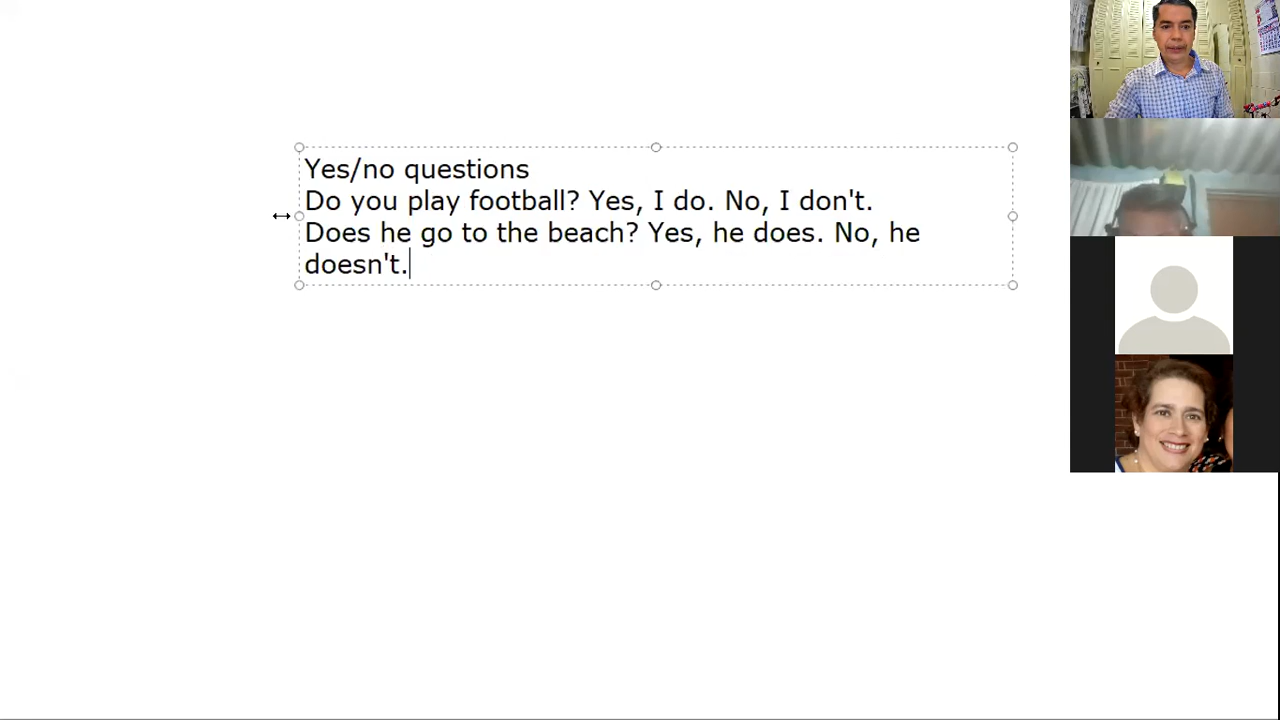 Yes/no questions
Do you play football? Yes, I do. No, I don't.
Does he go to the beach? Yes, he does. No, he
doesn't.